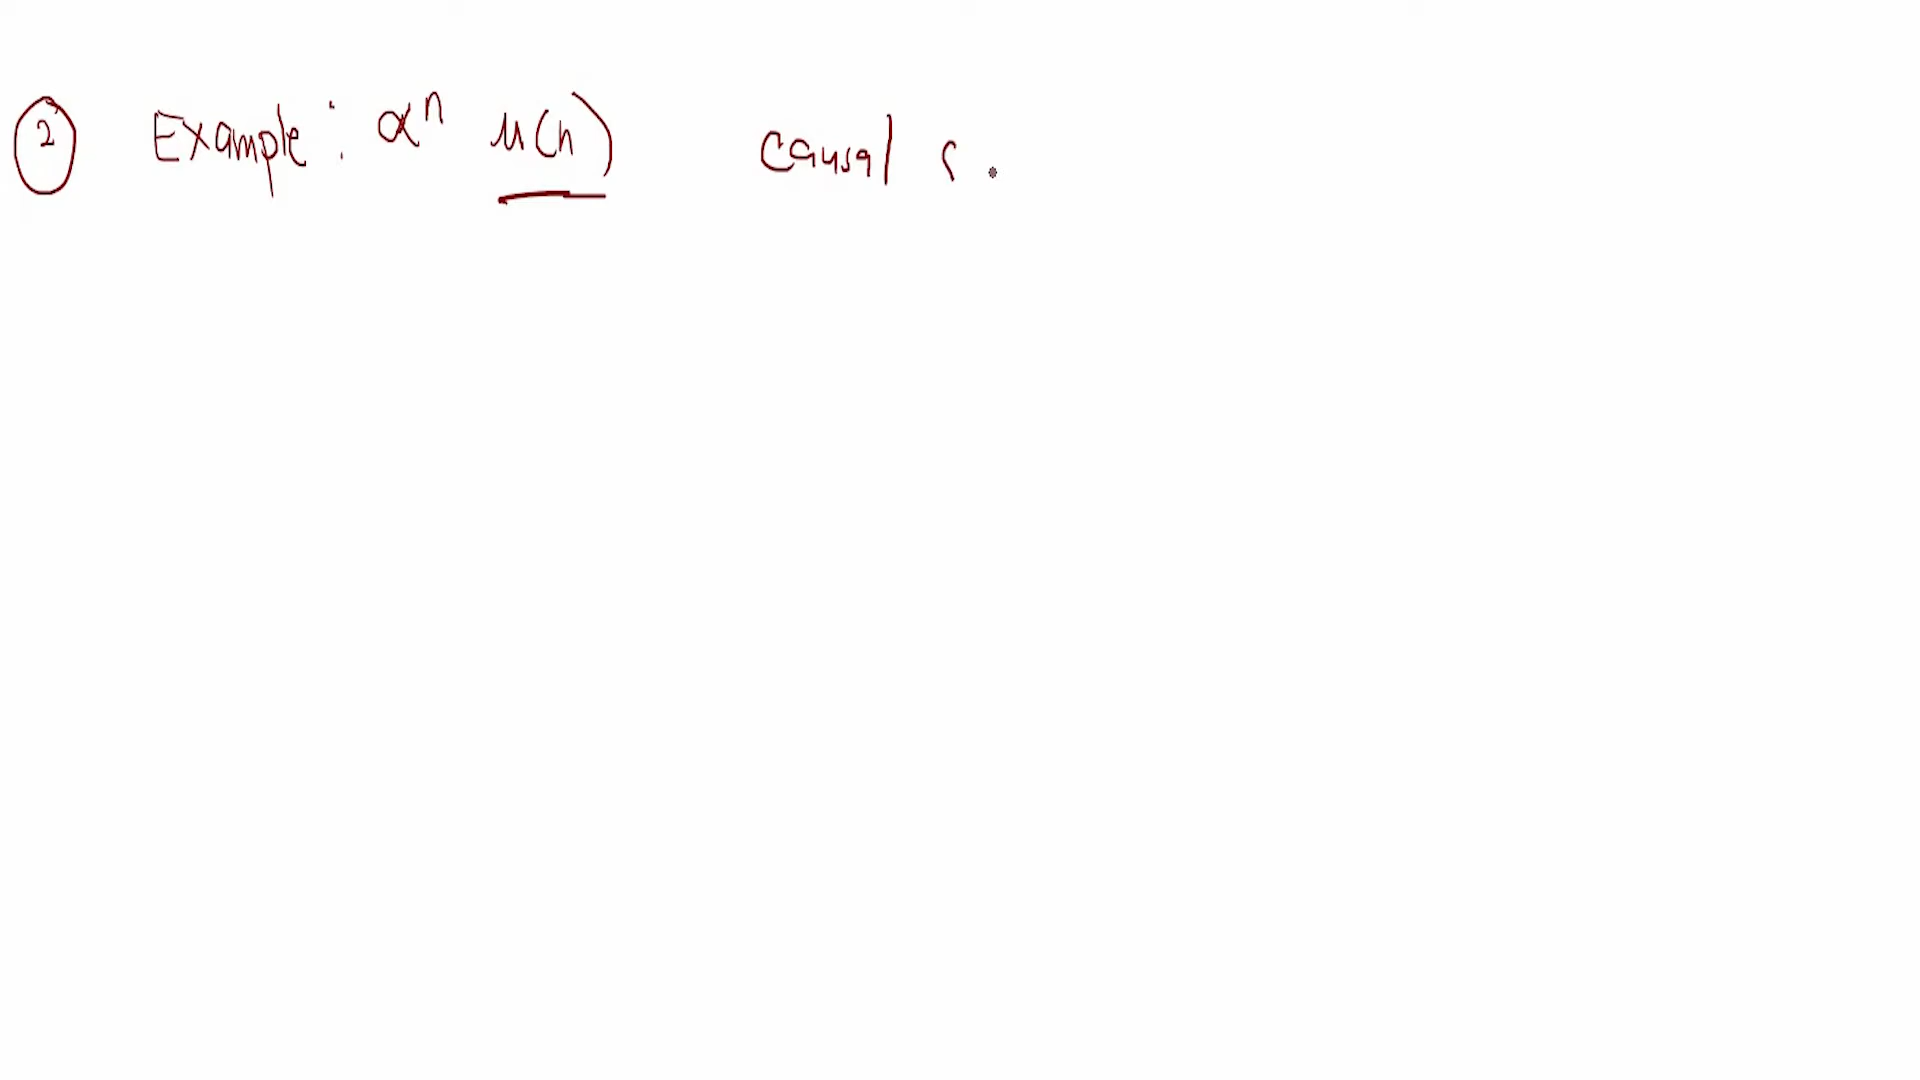 ② Example: αⁿ u(n) causal s